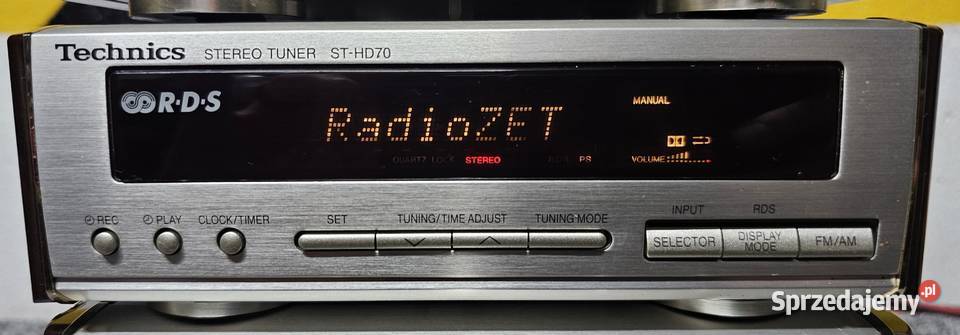 Technics STEREO TUNER ST-HD70
R·D·S
MANUAL
RadioZET
QUARTZ LOCK STEREO PS
VOLUME
REC PLAY CLOCK/TIMER SET TUNING/TIME ADJUST TUNING MODE
INPUT RDS
SELECTOR DISPLAY MODE FM/AM
Sprzedajemy.pl